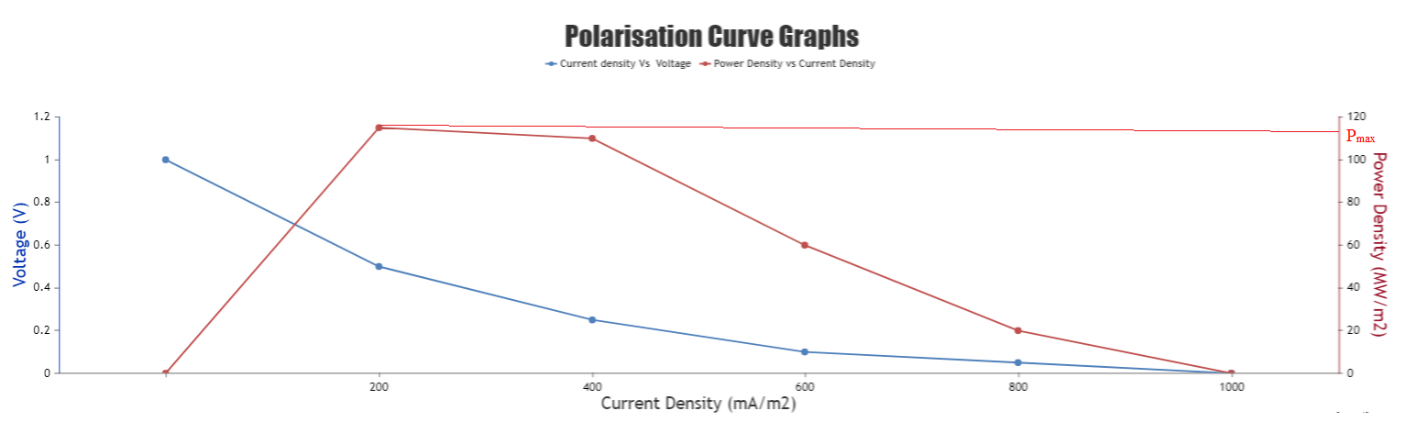 Polarisation Curve Graphs
Current density Vs Voltage Power Density vs Current Density
1.2
1
0.8
0.6
0.4
0.2
0
Voltage (V)
200 400 600 800 1000
Current Density (mA/m2)
120
Pmax
100
80
60
40
20
0
Power Density (MW/m2)